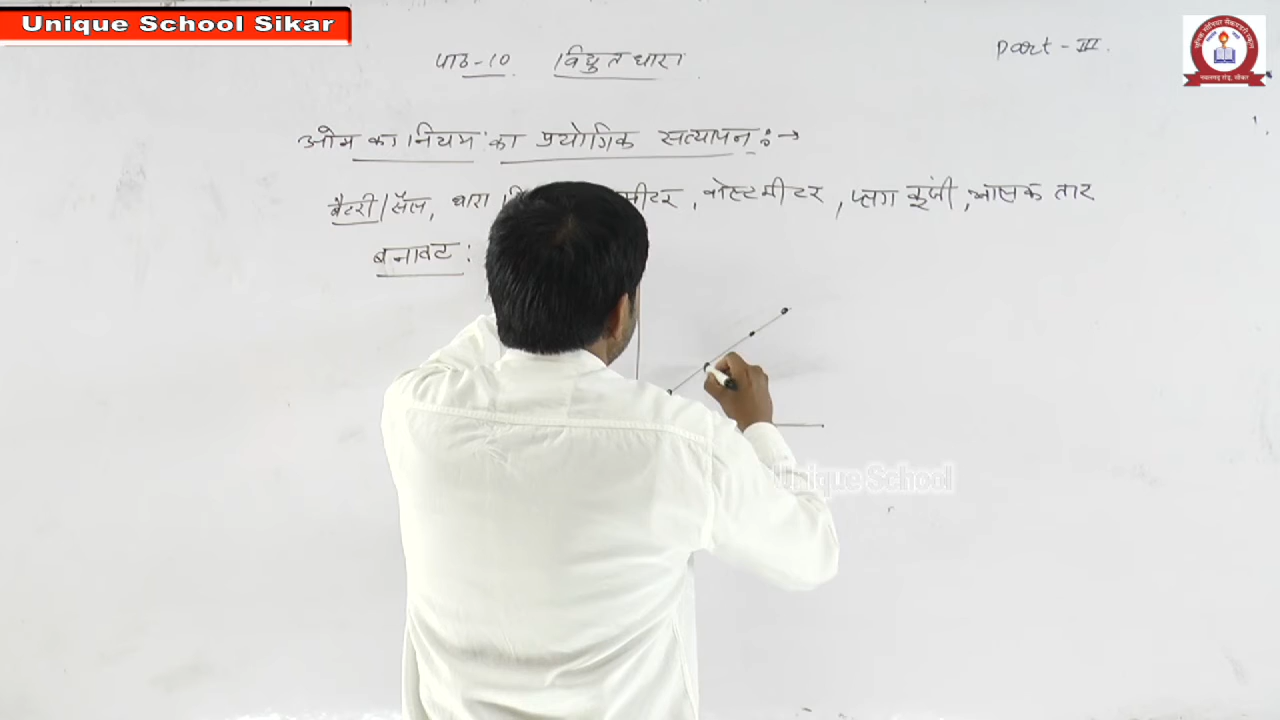 Unique School Sikar
पाठ-10 विद्युत धारा
Part - III.
ओम का नियम का प्रयोगिक सत्यापन :→
बैटरी/सैल, धारा मीटर, वोल्टमीटर, प्लग कुंजी, चालक तार
बनावट :
Unique School